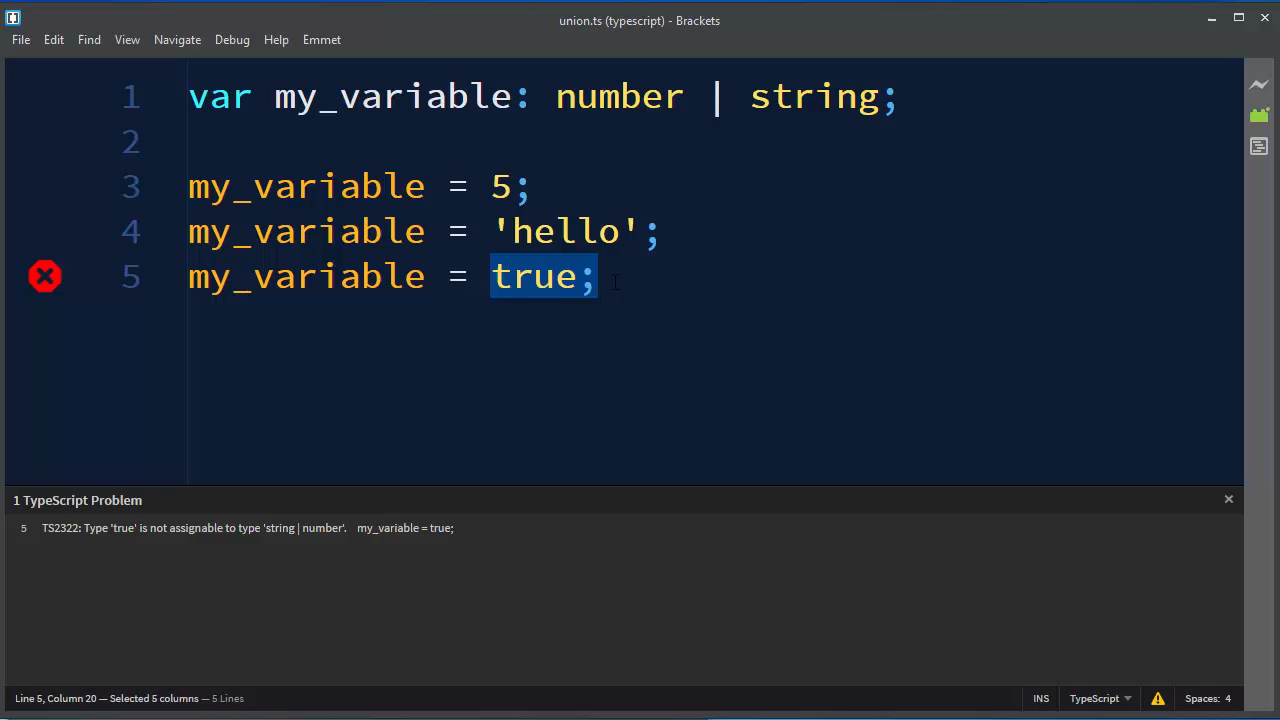 union.ts (typescript) - Brackets
File Edit Find View Navigate Debug Help Emmet
1 var my_variable: number | string;
2
3 my_variable = 5;
4 my_variable = 'hello';
5 my_variable = true;
1 TypeScript Problem
5 TS2322: Type 'true' is not assignable to type 'string | number'. my_variable = true;
Line 5, Column 20 — Selected 5 columns — 5 Lines INS TypeScript Spaces: 4